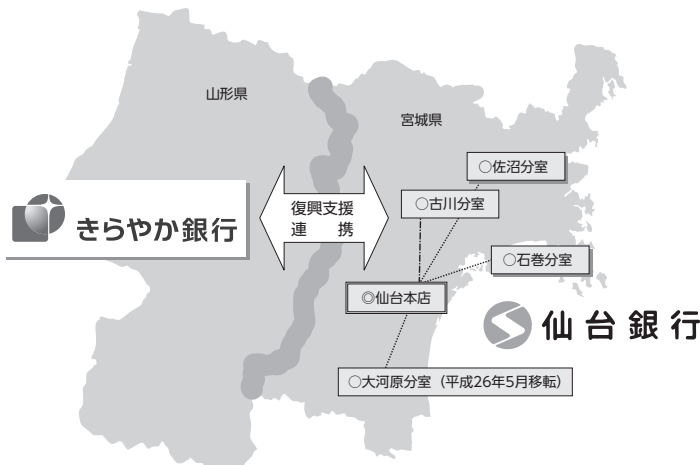 山形県
宮城県
○佐沼分室
○古川分室
きらやか銀行
復興支援
連　携
○石巻分室
◎仙台本店
仙台銀行
○大河原分室（平成26年5月移転）